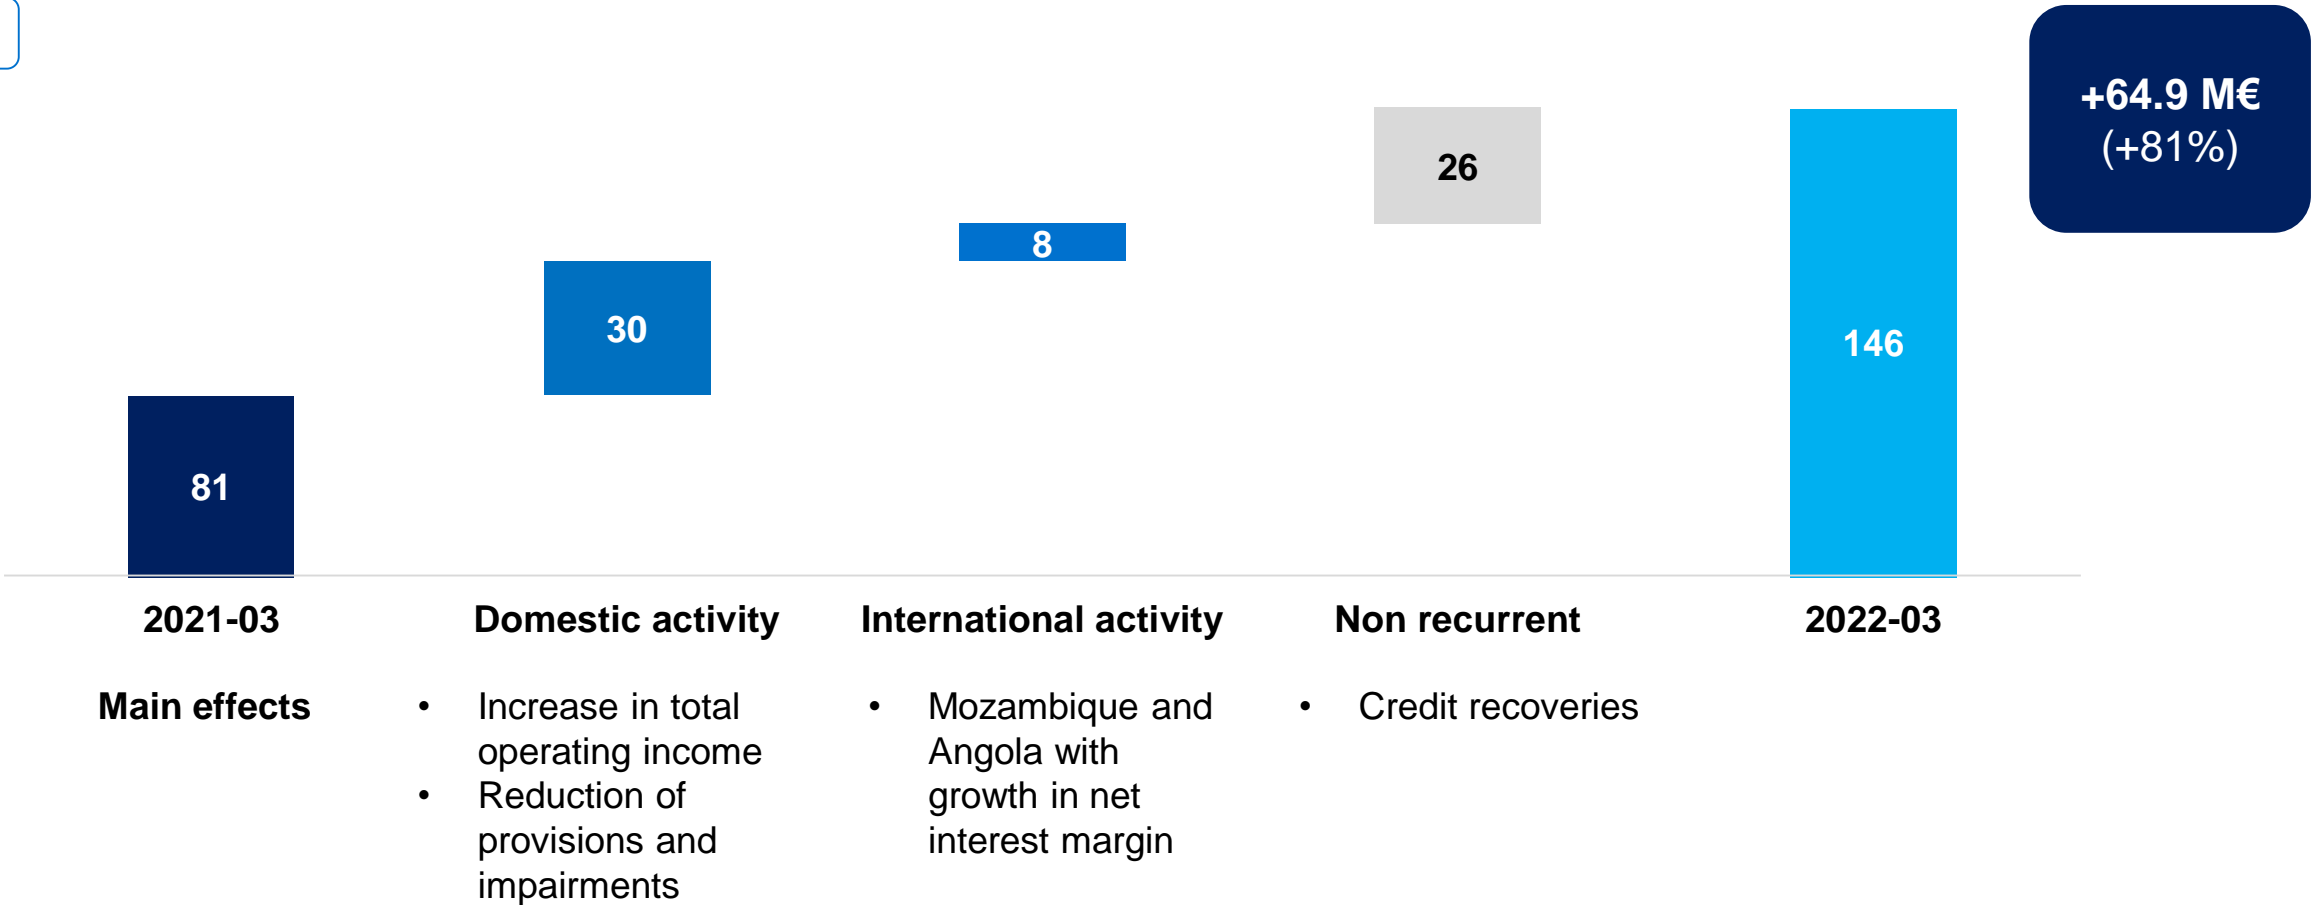 +64.9 M€
(+81%)
26
8
30
146
81
2021-03
Domestic activity
International activity
Non recurrent
2022-03
Main effects
• Increase in total
operating income
• Reduction of
provisions and
impairments
• Mozambique and
Angola with
growth in net
interest margin
• Credit recoveries